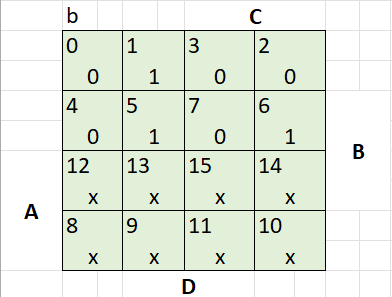 b C
0 1 3 2
0 1 0 0
4 5 7 6
0 1 0 1
B
12 13 15 14
x x x x
A
8 9 11 10
x x x x
D